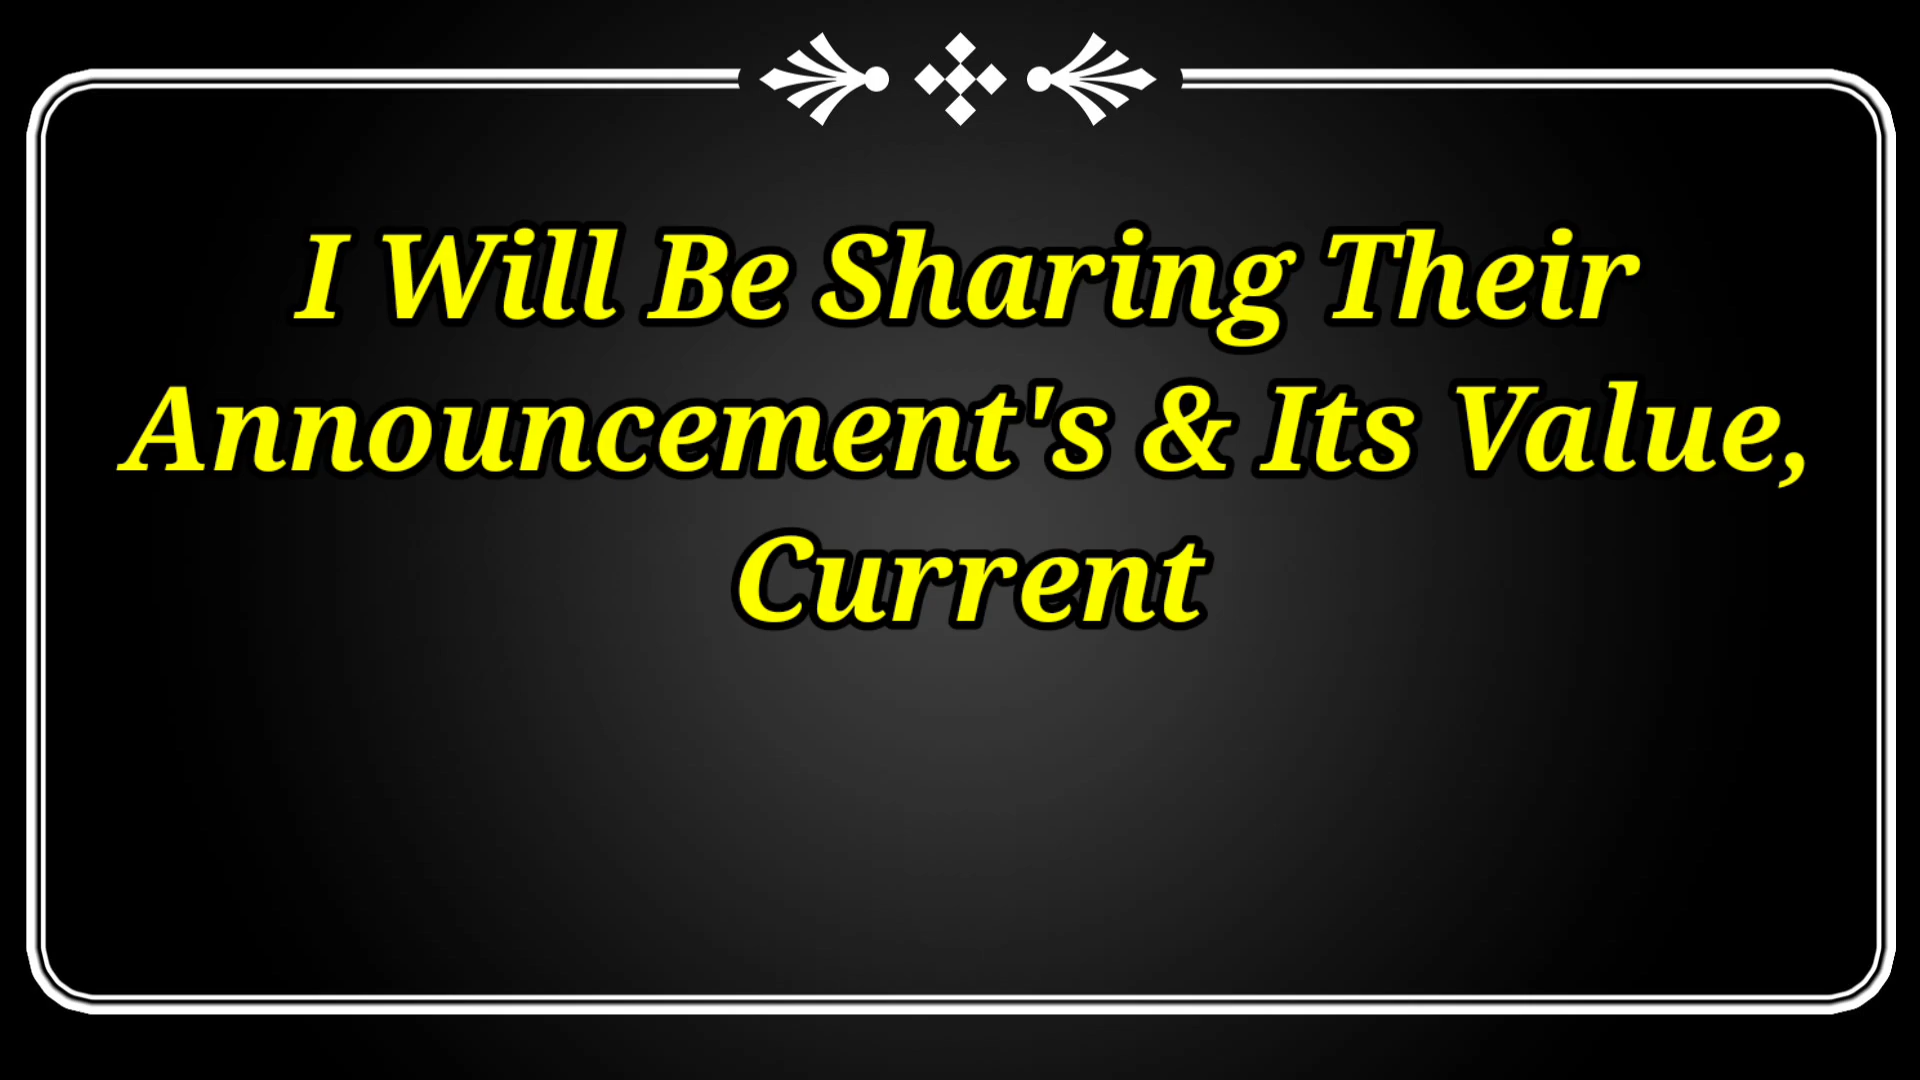 I Will Be Sharing Their
Announcement's & Its Value,
Current